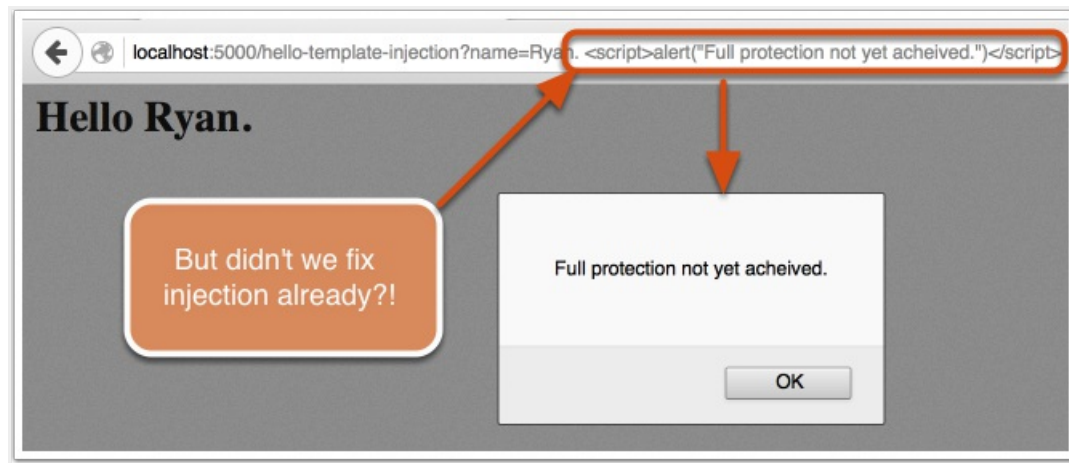 localhost:5000/hello-template-injection?name=Ryan. <script>alert("Full protection not yet acheived.")</script>
Hello Ryan.
But didn't we fix
injection already?!
Full protection not yet acheived.
OK